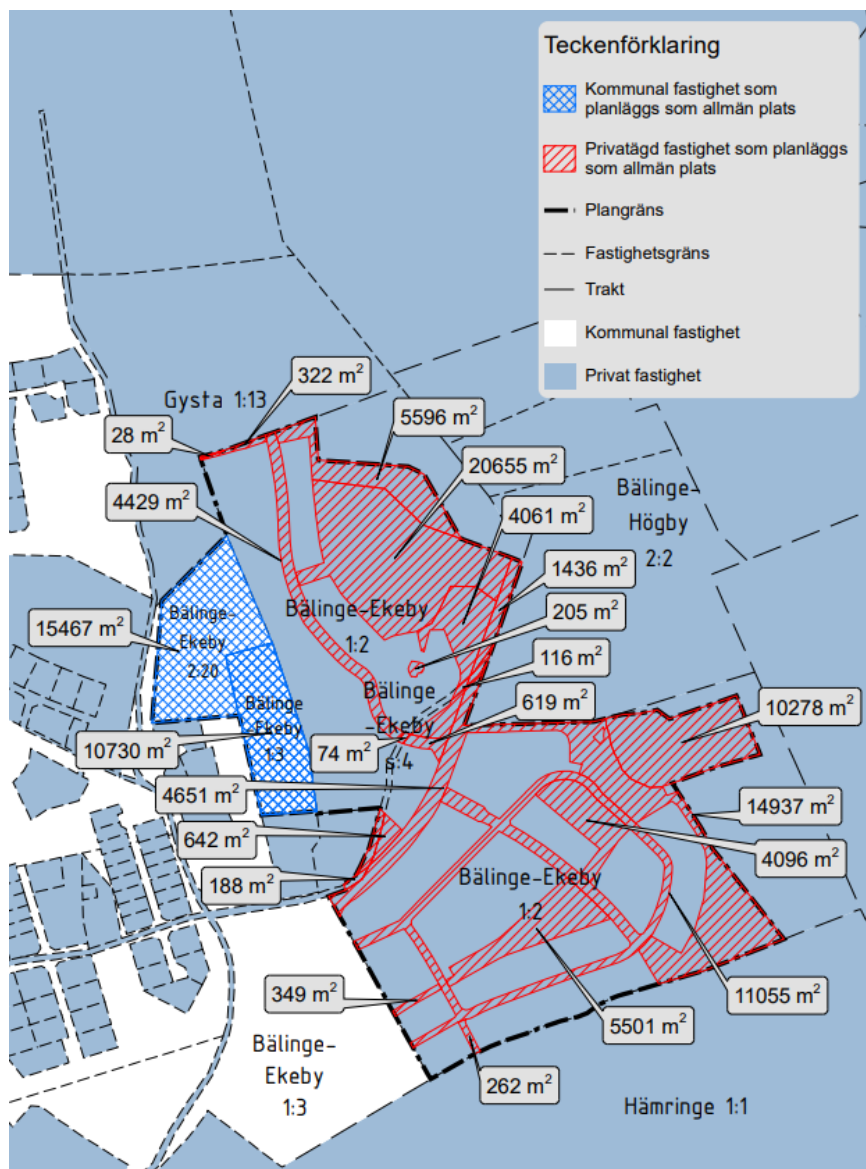 Teckenförklaring
Kommunal fastighet som
planläggs som allmän plats
Privatägd fastighet som planläggs
som allmän plats
Plangräns
Fastighetsgräns
Trakt
Kommunal fastighet
Privat fastighet
322 m²
Gysta 1:13
5596 m²
28 m²
20655 m²
4429 m²
4061 m²
Bälinge-
Högby
2:2
1436 m²
205 m²
Bälinge-Ekeby
1:2
15467 m²
Bälinge-
Ekeby
2:20
116 m²
619 m²
Bälinge
-Ekeby
s:4
10278 m²
Bälinge
-Ekeby
1:3
10730 m²
74 m²
4651 m²
14937 m²
642 m²
4096 m²
188 m²
Bälinge-Ekeby
1:2
349 m²
11055 m²
5501 m²
Bälinge-
Ekeby
1:3
262 m²
Hämringe 1:1